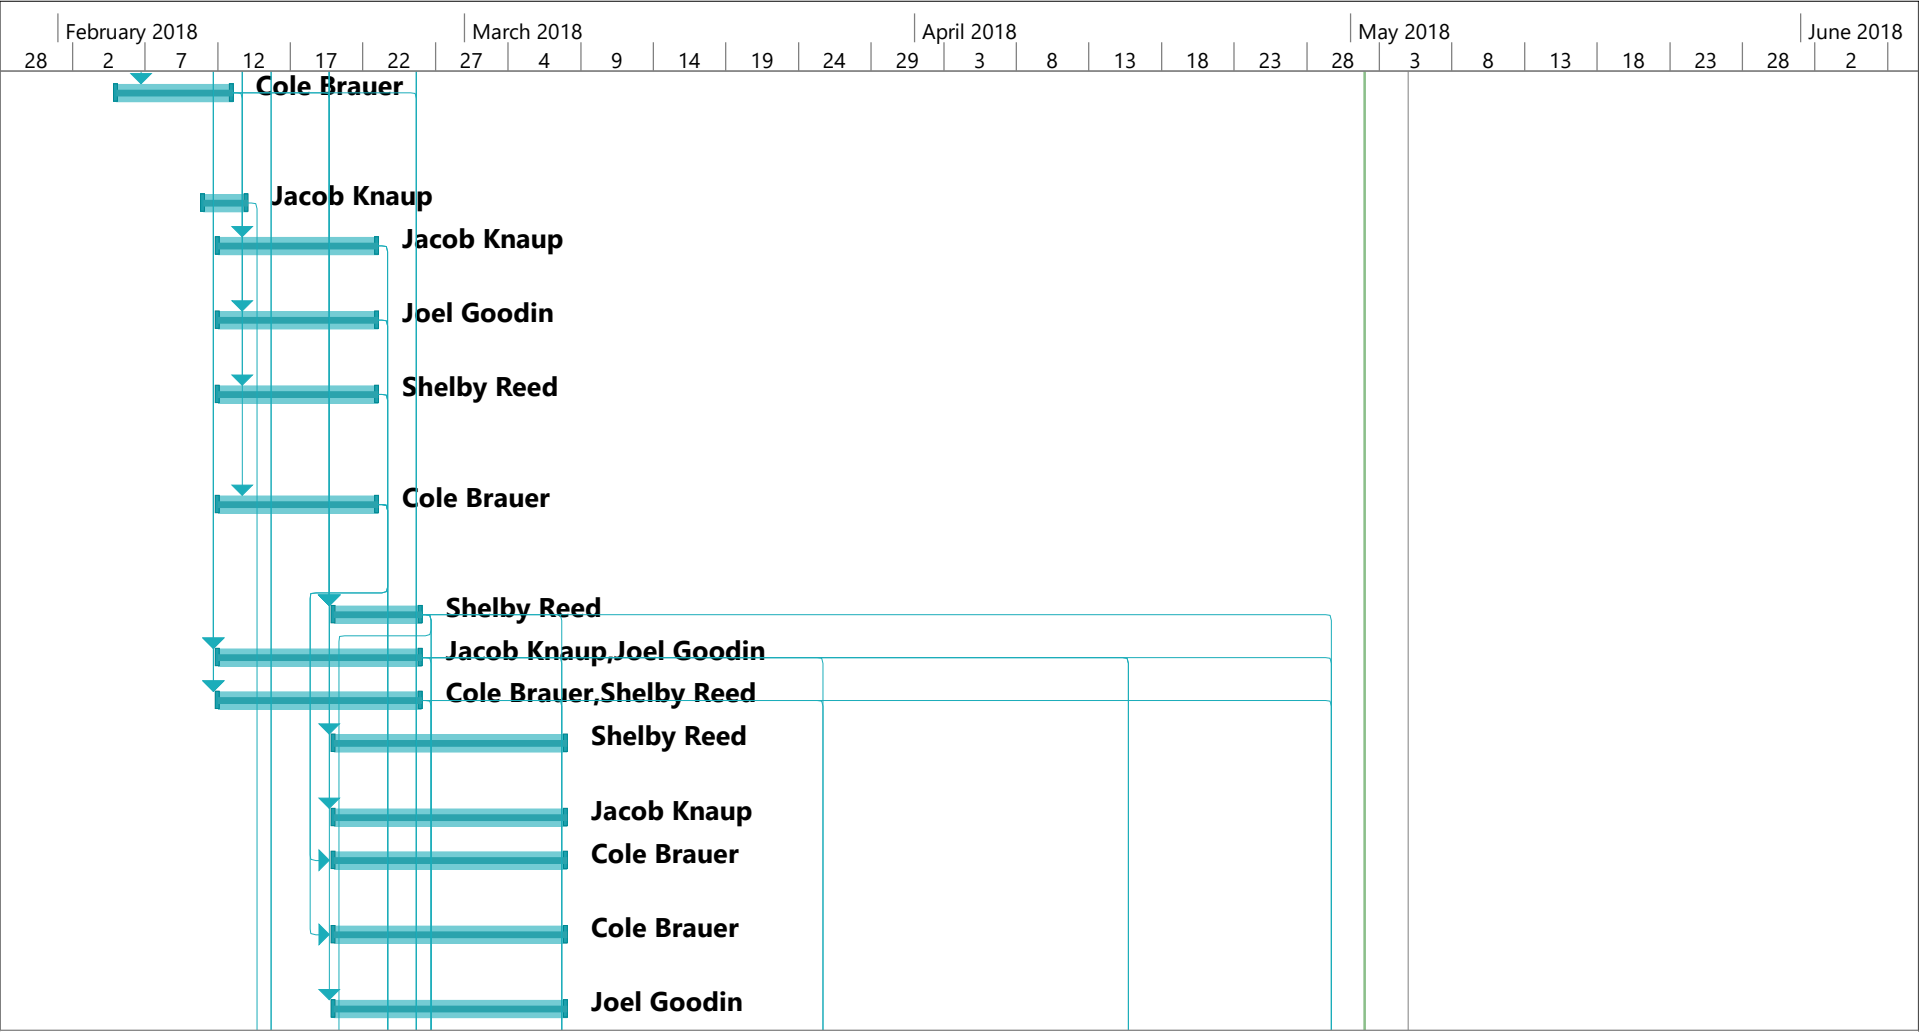 February 2018 March 2018 April 2018 May 2018 June 2018
28 2 7 12 17 22 27 4 9 14 19 24 29 3 8 13 18 23 28 3 8 13 18 23 28 2
Cole Brauer
Jacob Knaup
Jacob Knaup
Joel Goodin
Shelby Reed
Cole Brauer
Shelby Reed
Jacob Knaup,Joel Goodin
Cole Brauer,Shelby Reed
Shelby Reed
Jacob Knaup
Cole Brauer
Cole Brauer
Joel Goodin